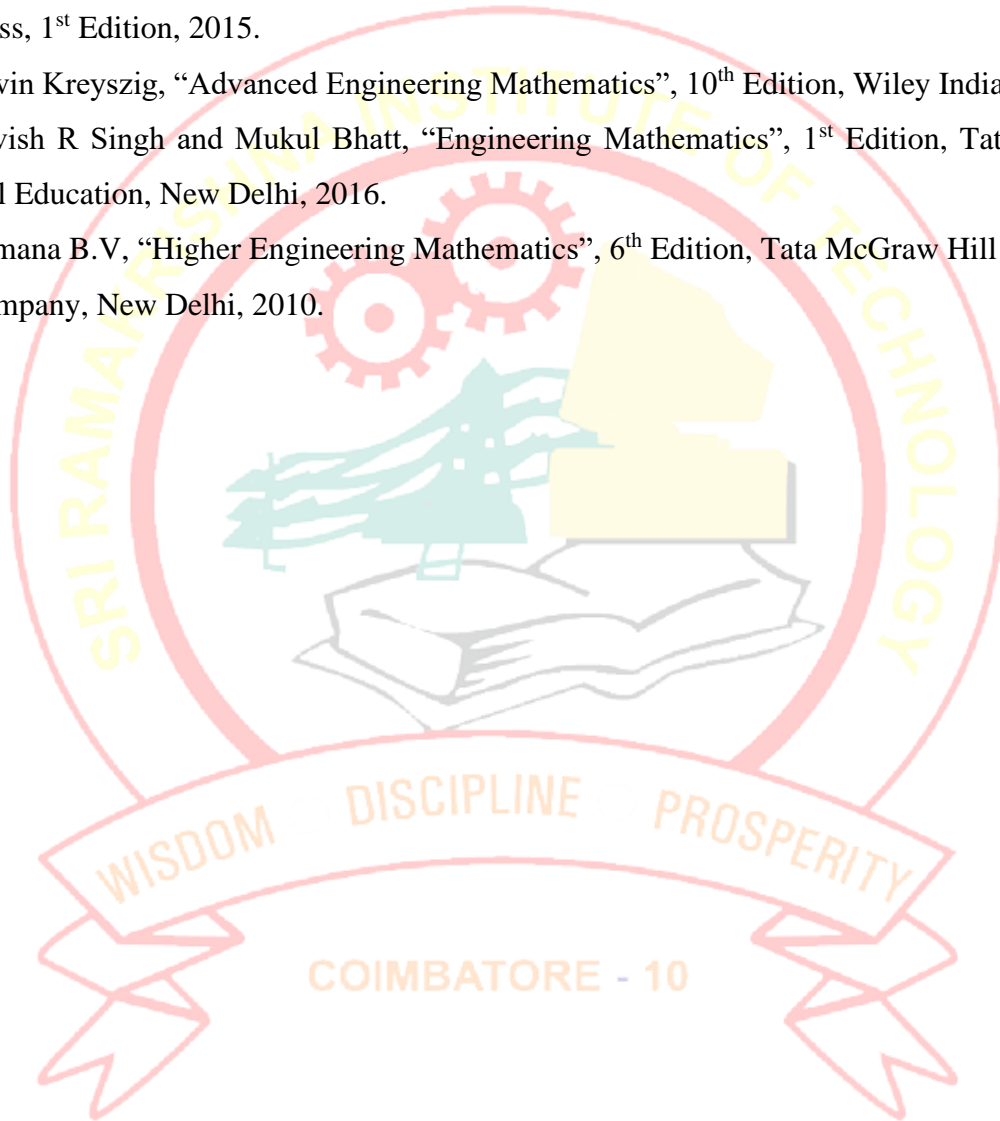 ss, 1st Edition, 2015.
vin Kreyszig, “Advanced Engineering Mathematics”, 10th Edition, Wiley India
vish R Singh and Mukul Bhatt, “Engineering Mathematics”, 1st Edition, Tat
l Education, New Delhi, 2016.
mana B.V, “Higher Engineering Mathematics”, 6th Edition, Tata McGraw Hill
mpany, New Delhi, 2010.
SRI RAMAKRISHNA INSTITUTE OF TECHNOLOGY
WISDOM DISCIPLINE PROSPERITY
COIMBATORE - 10